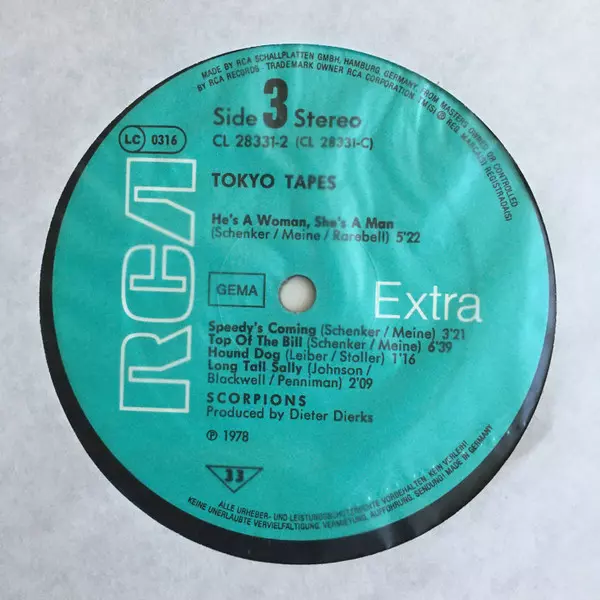 MADE BY RCA SCHALLPLATTEN GMBH, HAMBURG, GERMANY, FROM MASTERS OWNED OR CONTROLLED
BY RCA RECORDS. TRADEMARK OWNER RCA CORPORATION. TM(S) ® REG. MARCA(S) REGISTRADA(S)
Side 3 Stereo
CL 28331-2 (CL 28331-C)
LC 0316
TOKYO TAPES
He's A Woman, She's A Man
(Schenker / Meine / Rarebell) 5'22
RCA
GEMA
Extra
Speedy's Coming (Schenker / Meine) 3'21
Top Of The Bill (Schenker / Meine) 6'39
Hound Dog (Leiber / Stoller) 1'16
Long Tall Sally (Johnson /
Blackwell / Penniman) 2'09
SCORPIONS
Produced by Dieter Dierks
℗ 1978
33
ALLE URHEBER- UND LEISTUNGSSCHUTZRECHTE VORBEHALTEN. KEIN VERLEIH!
KEINE UNERLAUBTE VERVIELFÄLTIGUNG, VERMIETUNG, AUFFÜHRUNG, SENDUNG! MADE IN GERMANY